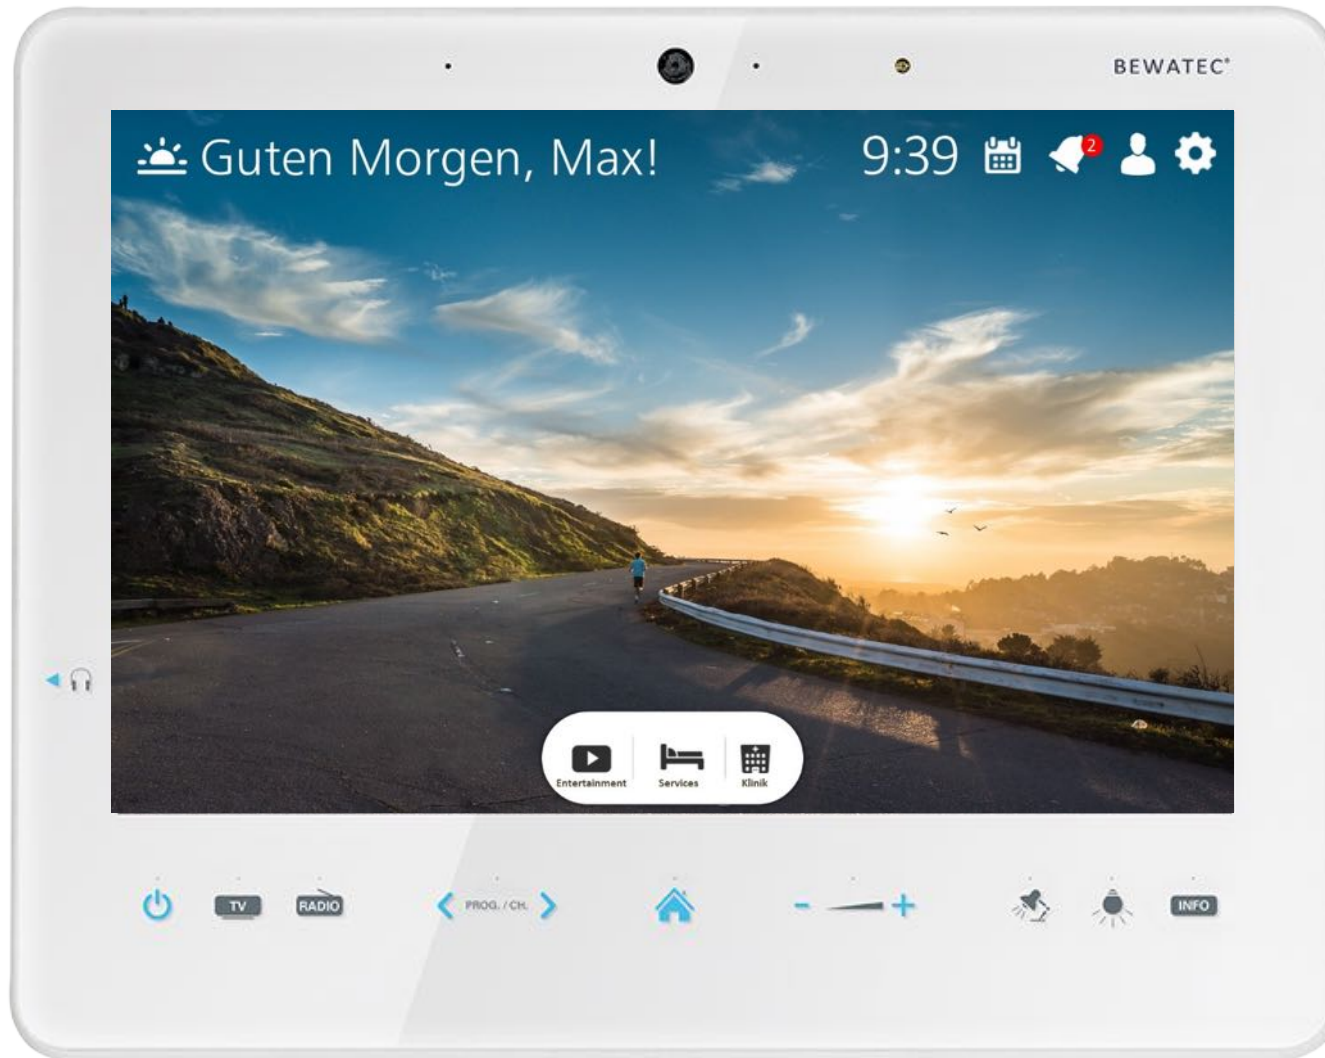 BEWATEC®
Guten Morgen, Max!
9:39
2
Entertainment
Services
Klinik
TV
RADIO
PROG. / CH.
- +
INFO